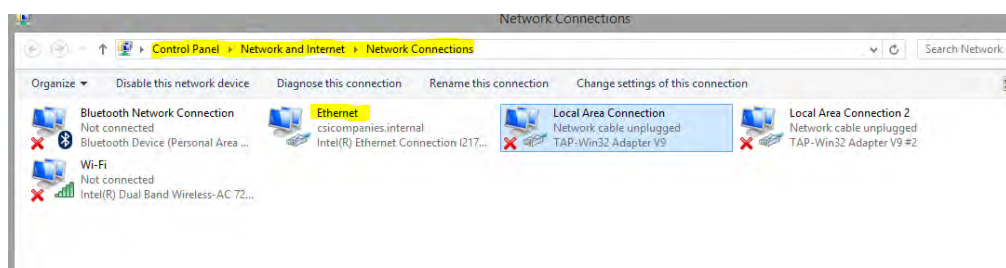 Network Connections
Control Panel Network and Internet Network Connections
Search Network
Organize Disable this network device Diagnose this connection Rename this connection Change settings of this connection
Bluetooth Network Connection
Not connected
Bluetooth Device (Personal Area ...
Ethernet
csicompanies.internal
Intel(R) Ethernet Connection I217...
Local Area Connection
Network cable unplugged
TAP-Win32 Adapter V9
Local Area Connection 2
Network cable unplugged
TAP-Win32 Adapter V9 #2
Wi-Fi
Not connected
Intel(R) Dual Band Wireless-AC 72...